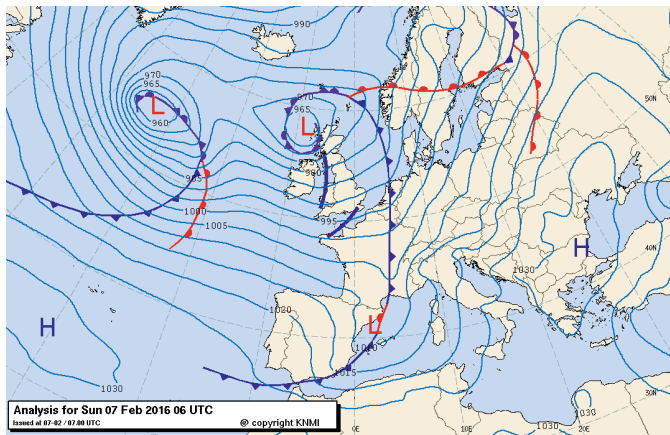 990
970
965
L
960
970
965
L
975
980
985
1000
1005
995
50N
40N
H
1030
H
1020
L
1010
1015
1030
1030
30N
1030
0E
10E
20E
Analysis for Sun 07 Feb 2016 06 UTC
Issued at 07-02 / 07.00 UTC
@ copyright KNMI